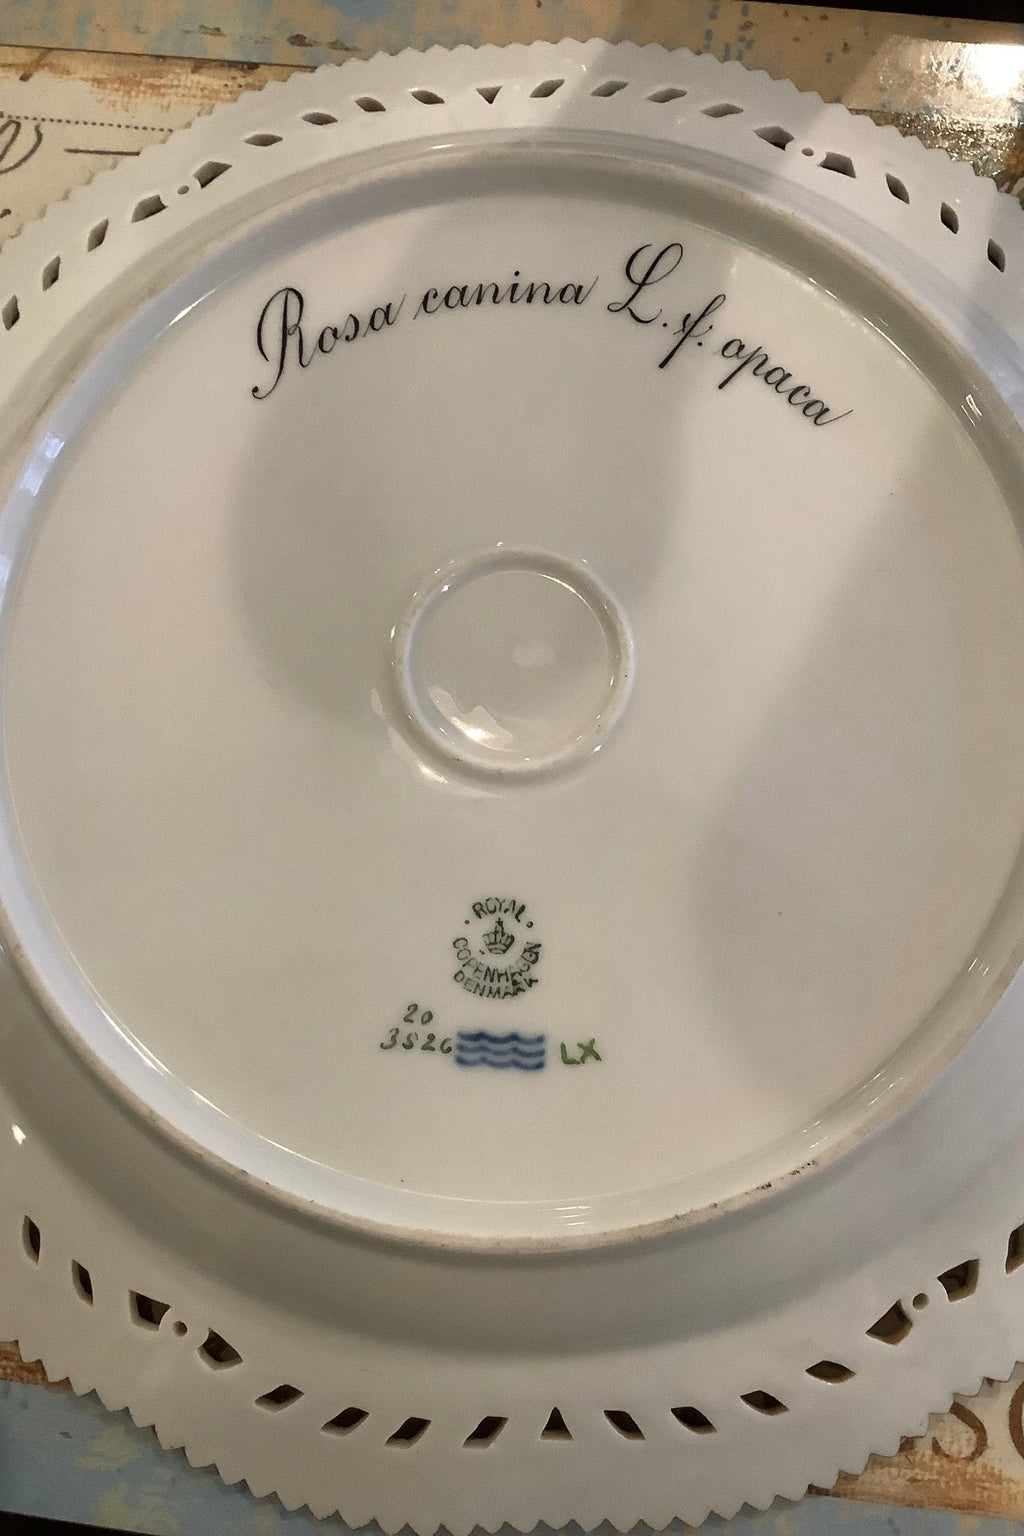 Rosa canina L. f. opaca
ROYAL
COPENHAGEN
DENMARK
20
3526
LX